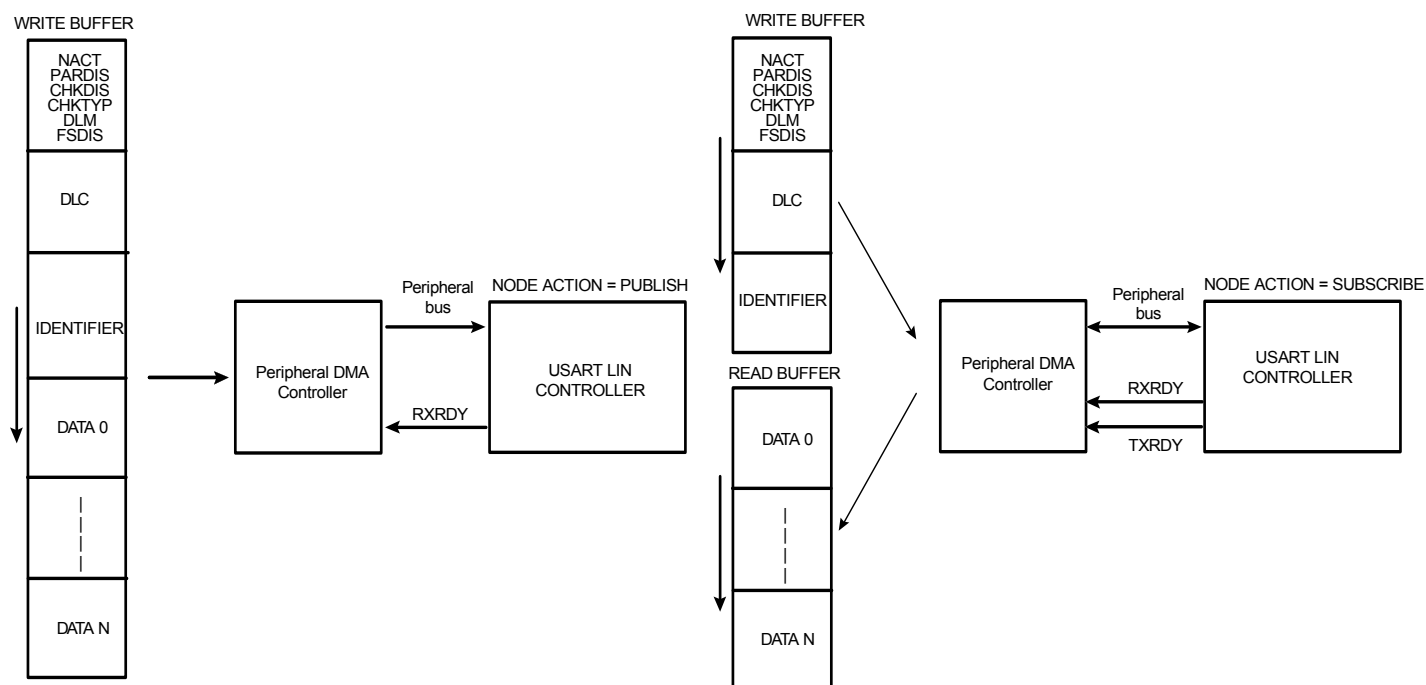 WRITE BUFFER
NACT
PARDIS
CHKDIS
CHKTYP
DLM
FSDIS
DLC
IDENTIFIER
DATA 0
DATA N
Peripheral DMA
Controller
Peripheral
bus
RXRDY
NODE ACTION = PUBLISH
USART LIN
CONTROLLER
WRITE BUFFER
NACT
PARDIS
CHKDIS
CHKTYP
DLM
FSDIS
DLC
IDENTIFIER
READ BUFFER
DATA 0
DATA N
Peripheral DMA
Controller
Peripheral
bus
RXRDY
TXRDY
NODE ACTION = SUBSCRIBE
USART LIN
CONTROLLER